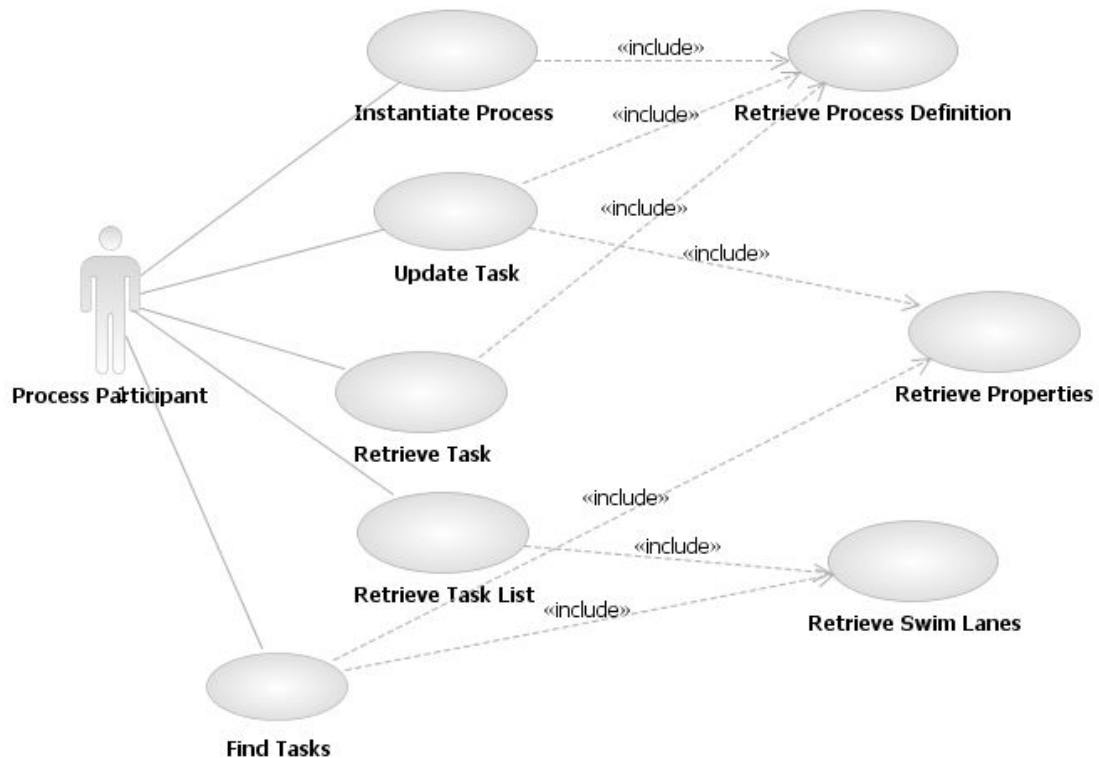 «include»
Instantiate Process
Retrieve Process Definition
«include»
«include»
«include»
Update Task
Process Participant
Retrieve Properties
Retrieve Task
«include»
«include»
Retrieve Task List
«include»
Retrieve Swim Lanes
Find Tasks